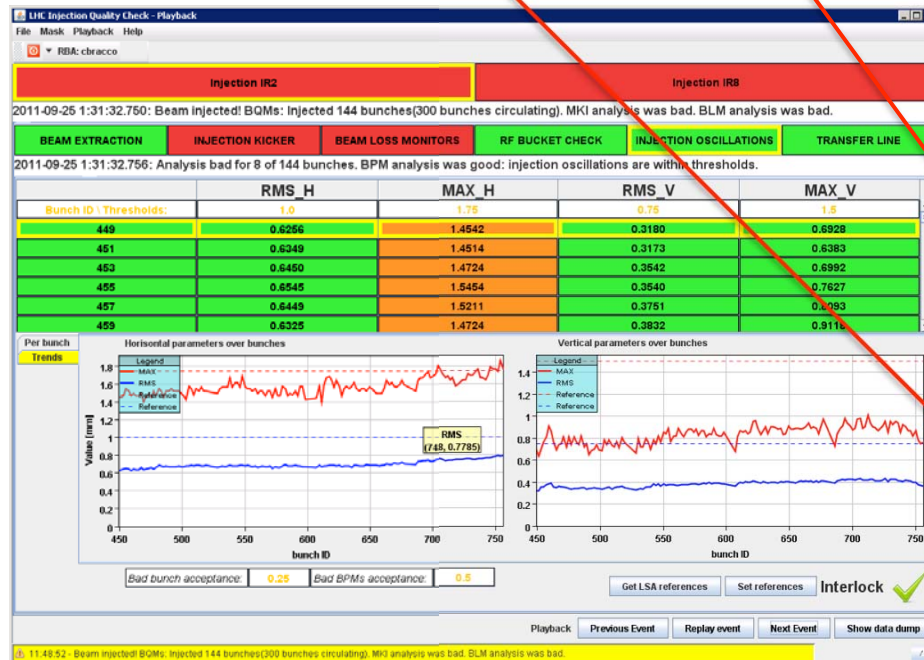 LHC Injection Quality Check - Playback
File Mask Playback Help
RBA: cbracco
Injection IR2 Injection IR8
2011-09-25 1:31:32.750: Beam injected! BQMs: Injected 144 bunches(300 bunches circulating). MKI analysis was bad. BLM analysis was bad.
BEAM EXTRACTION INJECTION KICKER BEAM LOSS MONITORS RF BUCKET CHECK INJECTION OSCILLATIONS TRANSFER LINE
2011-09-25 1:31:32.756: Analysis bad for 8 of 144 bunches. BPM analysis was good: injection oscillations are within thresholds.
RMS_H MAX_H RMS_V MAX_V
Bunch ID \ Thresholds: 1.0 1.75 0.75 1.5
449 0.6256 1.4542 0.3180 0.6928
451 0.6349 1.4514 0.3173 0.6383
453 0.6450 1.4724 0.3542 0.6992
455 0.6545 1.5454 0.3540 0.7627
457 0.6449 1.5211 0.3751 0.8093
459 0.6325 1.4724 0.3832 0.9118
Per bunch
Trends
Horisontal parameters over bunches
Legend
MAX
RMS
Reference
Reference
1.8
1.6
1.4
1.2
1
0.8
0.6
0.4
0.2
0
Value [mm]
RMS
(748, 0.7785)
450 500 550 600 650 700 750
bunch ID
Vertical parameters over bunches
Legend
MAX
RMS
Reference
Reference
1.4
1.2
1
0.8
0.6
0.4
0.2
0
450 500 550 600 650 700 750
bunch ID
Bad bunch acceptance: 0.25 Bad BPMs acceptance: 0.5
Get LSA references Set references Interlock
Playback Previous Event Replay event Next Event Show data dump
11:48:52 - Beam injected! BQMs: Injected 144 bunches(300 bunches circulating). MKI analysis was bad. BLM analysis was bad.